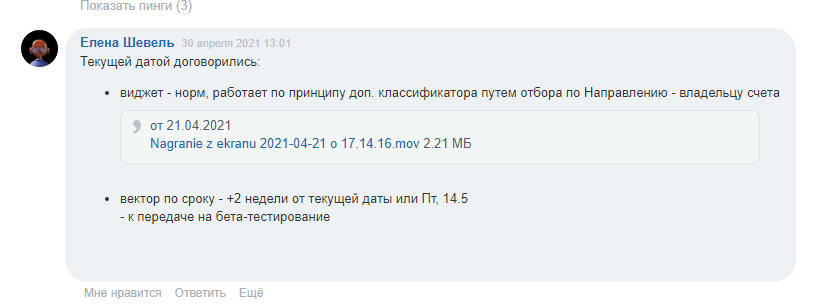 Показать пинги (3)
Елена Шевель 30 апреля 2021 13:01
Текущей датой договорились:
виджет - норм, работает по принципу доп. классификатора путем отбора по Направлению - владельцу счета
от 21.04.2021
Nagranie z ekranu 2021-04-21 o 17.14.16.mov 2.21 МБ
вектор по сроку - +2 недели от текущей даты или Пт, 14.5
- к передаче на бета-тестирование
Мне нравится Ответить Ещё